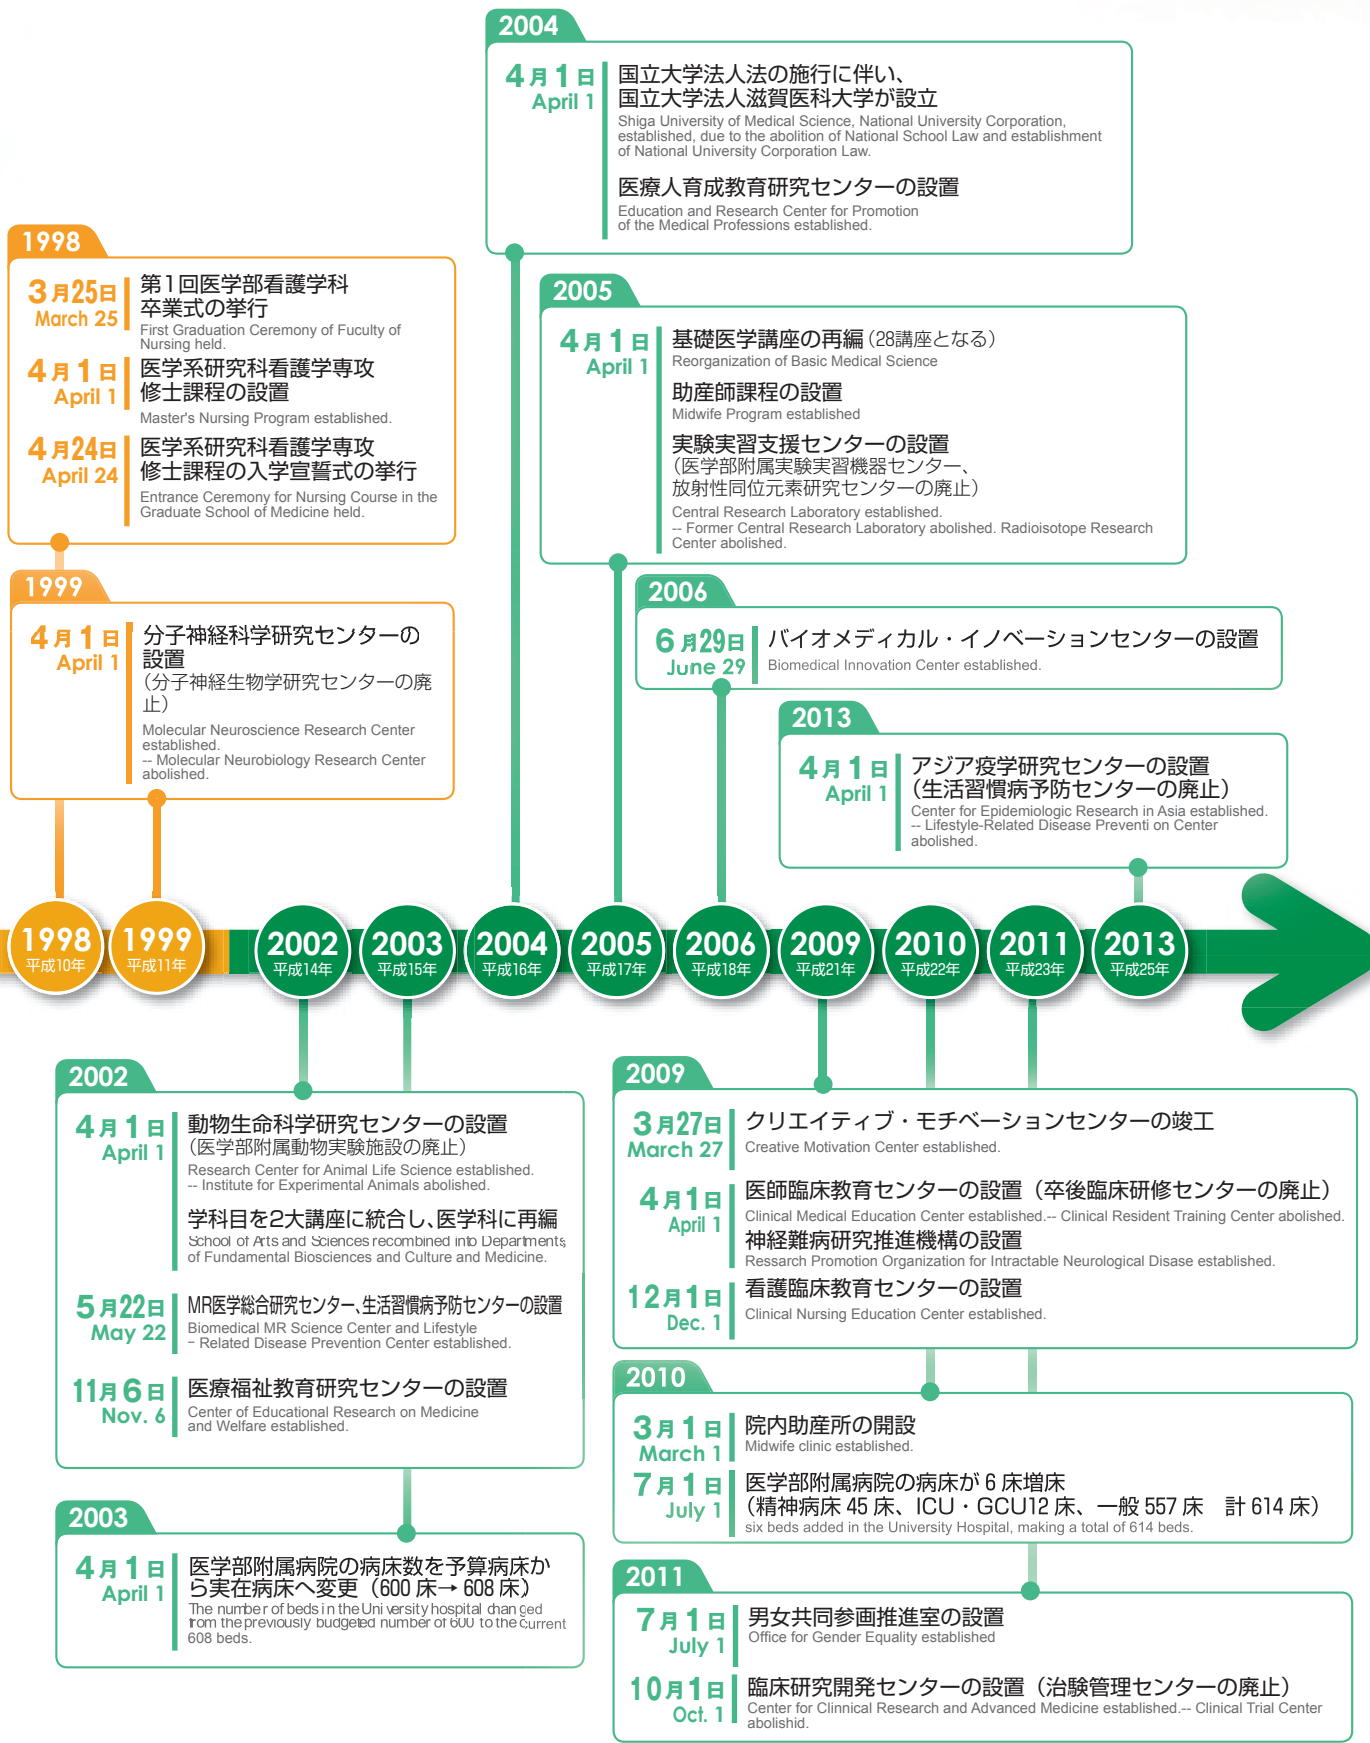 2004
4月1日
April 1
国立大学法人法の施行に伴い、
国立大学法人滋賀医科大学が設立
Shiga University of Medical Science, National University Corporation,
established, due to the abolition of National School Law and establishment
of National University Corporation Law.
医療人育成教育研究センターの設置
Education and Research Center for Promotion
of the Medical Professions established.
1998
3月25日
March 25
第1回医学部看護学科
卒業式の挙行
First Graduation Ceremony of Fuculty of
Nursing held.
4月1日
April 1
医学系研究科看護学専攻
修士課程の設置
Master's Nursing Program established.
4月24日
April 24
医学系研究科看護学専攻
修士課程の入学宣誓式の挙行
Entrance Ceremony for Nursing Course in the
Graduate School of Medicine held.
2005
4月1日
April 1
基礎医学講座の再編（28講座となる）
Reorganization of Basic Medical Science
助産師課程の設置
Midwife Program established
実験実習支援センターの設置
（医学部附属実験実習機器センター、
放射性同位元素研究センターの廃止）
Central Research Laboratory established.
-- Former Central Research Laboratory abolished. Radioisotope Research
Center abolished.
1999
4月1日
April 1
分子神経科学研究センターの
設置
（分子神経生物学研究センターの廃
止）
Molecular Neuroscience Research Center
established.
-- Molecular Neurobiology Research Center
abolished.
2006
6月29日
June 29
バイオメディカル・イノベーションセンターの設置
Biomedical Innovation Center established.
2013
4月1日
April 1
アジア疫学研究センターの設置
（生活習慣病予防センターの廃止）
Center for Epidemiologic Research in Asia established.
-- Lifestyle-Related Disease Preventi on Center
abolished.
1998
平成10年
1999
平成11年
2002
平成14年
2003
平成15年
2004
平成16年
2005
平成17年
2006
平成18年
2009
平成21年
2010
平成22年
2011
平成23年
2013
平成25年
2002
4月1日
April 1
動物生命科学研究センターの設置
（医学部附属動物実験施設の廃止）
Research Center for Animal Life Science established.
-- Institute for Experimental Animals abolished.
学科目を2大講座に統合し、医学科に再編
School of Arts and Sciences recombined into Departments
of Fundamental Biosciences and Culture and Medicine.
5月22日
May 22
MR医学総合研究センター、生活習慣病予防センターの設置
Biomedical MR Science Center and Lifestyle
– Related Disease Prevention Center established.
11月6日
Nov. 6
医療福祉教育研究センターの設置
Center of Educational Research on Medicine
and Welfare established.
2003
4月1日
April 1
医学部附属病院の病床数を予算病床か
ら実在病床へ変更（600 床→ 608 床）
The number of beds in the University hospital changed
from the previously budgeted number of 600 to the current
608 beds.
2009
3月27日
March 27
クリエイティブ・モチベーションセンターの竣工
Creative Motivation Center established.
4月1日
April 1
医師臨床教育センターの設置（卒後臨床研修センターの廃止）
Clinical Medical Education Center established.-- Clinical Resident Training Center abolished.
神経難病研究推進機構の設置
Ressarch Promotion Organization for Intractable Neurological Disase established.
12月1日
Dec. 1
看護臨床教育センターの設置
Clinical Nursing Education Center established.
2010
3月1日
March 1
院内助産所の開設
Midwife clinic established.
7月1日
July 1
医学部附属病院の病床が 6 床増床
（精神病床 45 床、ICU・GCU12 床、一般 557 床　計 614 床）
six beds added in the University Hospital, making a total of 614 beds.
2011
7月1日
July 1
男女共同参画推進室の設置
Office for Gender Equality established
10月1日
Oct. 1
臨床研究開発センターの設置（治験管理センターの廃止）
Center for Clinnical Research and Advanced Medicine established.-- Clinical Trial Center
abolishid.